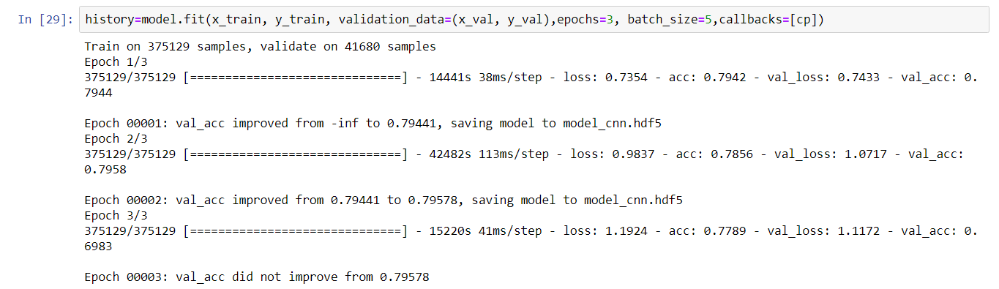 In [29]: history=model.fit(x_train, y_train, validation_data=(x_val, y_val),epochs=3, batch_size=5,callbacks=[cp])
Train on 375129 samples, validate on 41680 samples
Epoch 1/3
375129/375129 [==============================] - 14441s 38ms/step - loss: 0.7354 - acc: 0.7942 - val_loss: 0.7433 - val_acc: 0.
7944
Epoch 00001: val_acc improved from -inf to 0.79441, saving model to model_cnn.hdf5
Epoch 2/3
375129/375129 [==============================] - 42482s 113ms/step - loss: 0.9837 - acc: 0.7856 - val_loss: 1.0717 - val_acc:
0.7958
Epoch 00002: val_acc improved from 0.79441 to 0.79578, saving model to model_cnn.hdf5
Epoch 3/3
375129/375129 [==============================] - 15220s 41ms/step - loss: 1.1924 - acc: 0.7789 - val_loss: 1.1172 - val_acc: 0.
6983
Epoch 00003: val_acc did not improve from 0.79578